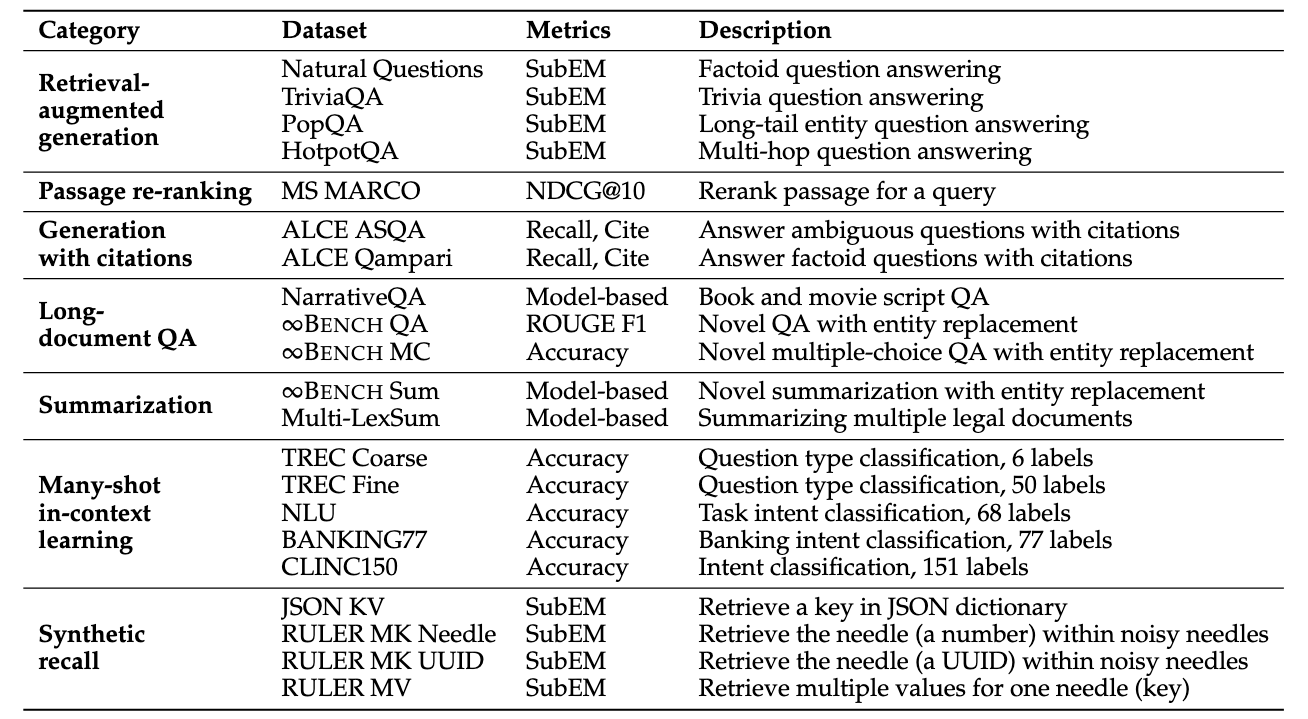 Category Dataset Metrics Description
Retrieval-augmented generation Natural Questions SubEM Factoid question answering
TriviaQA SubEM Trivia question answering
PopQA SubEM Long-tail entity question answering
HotpotQA SubEM Multi-hop question answering
Passage re-ranking MS MARCO NDCG@10 Rerank passage for a query
Generation with citations ALCE ASQA Recall, Cite Answer ambiguous questions with citations
ALCE Qampari Recall, Cite Answer factoid questions with citations
Long-document QA NarrativeQA Model-based Book and movie script QA
∞BENCH QA ROUGE F1 Novel QA with entity replacement
∞BENCH MC Accuracy Novel multiple-choice QA with entity replacement
Summarization ∞BENCH Sum Model-based Novel summarization with entity replacement
Multi-LexSum Model-based Summarizing multiple legal documents
Many-shot in-context learning TREC Coarse Accuracy Question type classification, 6 labels
TREC Fine Accuracy Question type classification, 50 labels
NLU Accuracy Task intent classification, 68 labels
BANKING77 Accuracy Banking intent classification, 77 labels
CLINC150 Accuracy Intent classification, 151 labels
Synthetic recall JSON KV SubEM Retrieve a key in JSON dictionary
RULER MK Needle SubEM Retrieve the needle (a number) within noisy needles
RULER MK UUID SubEM Retrieve the needle (a UUID) within noisy needles
RULER MV SubEM Retrieve multiple values for one needle (key)